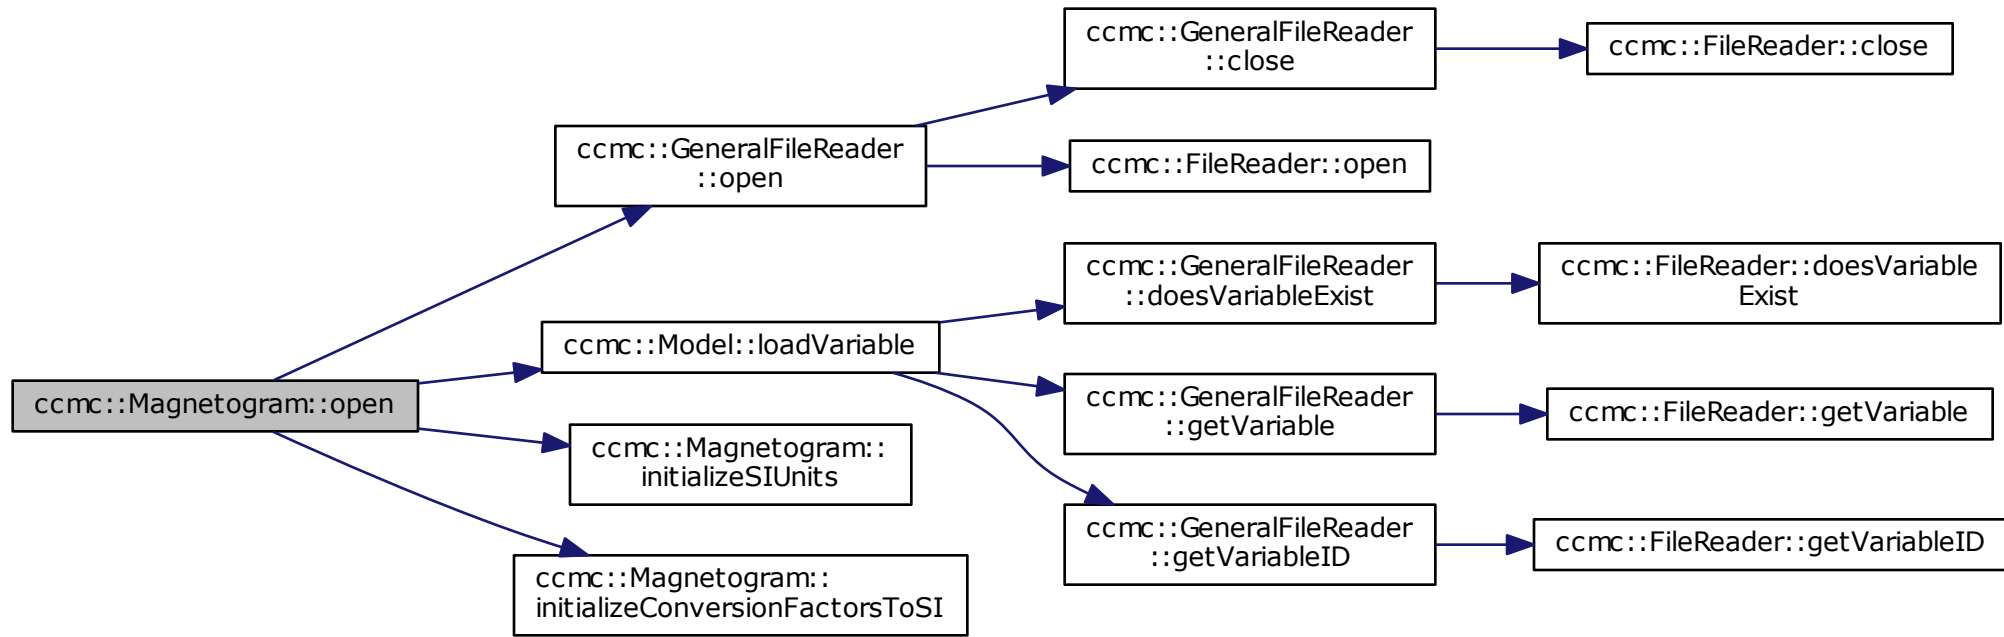 ccmc::Magnetogram::open
ccmc::GeneralFileReader
::open
ccmc::Model::loadVariable
ccmc::Magnetogram::
initializeSIUnits
ccmc::Magnetogram::
initializeConversionFactorsToSI
ccmc::GeneralFileReader
::close
ccmc::FileReader::open
ccmc::GeneralFileReader
::doesVariableExist
ccmc::GeneralFileReader
::getVariable
ccmc::GeneralFileReader
::getVariableID
ccmc::FileReader::close
ccmc::FileReader::doesVariable
Exist
ccmc::FileReader::getVariable
ccmc::FileReader::getVariableID